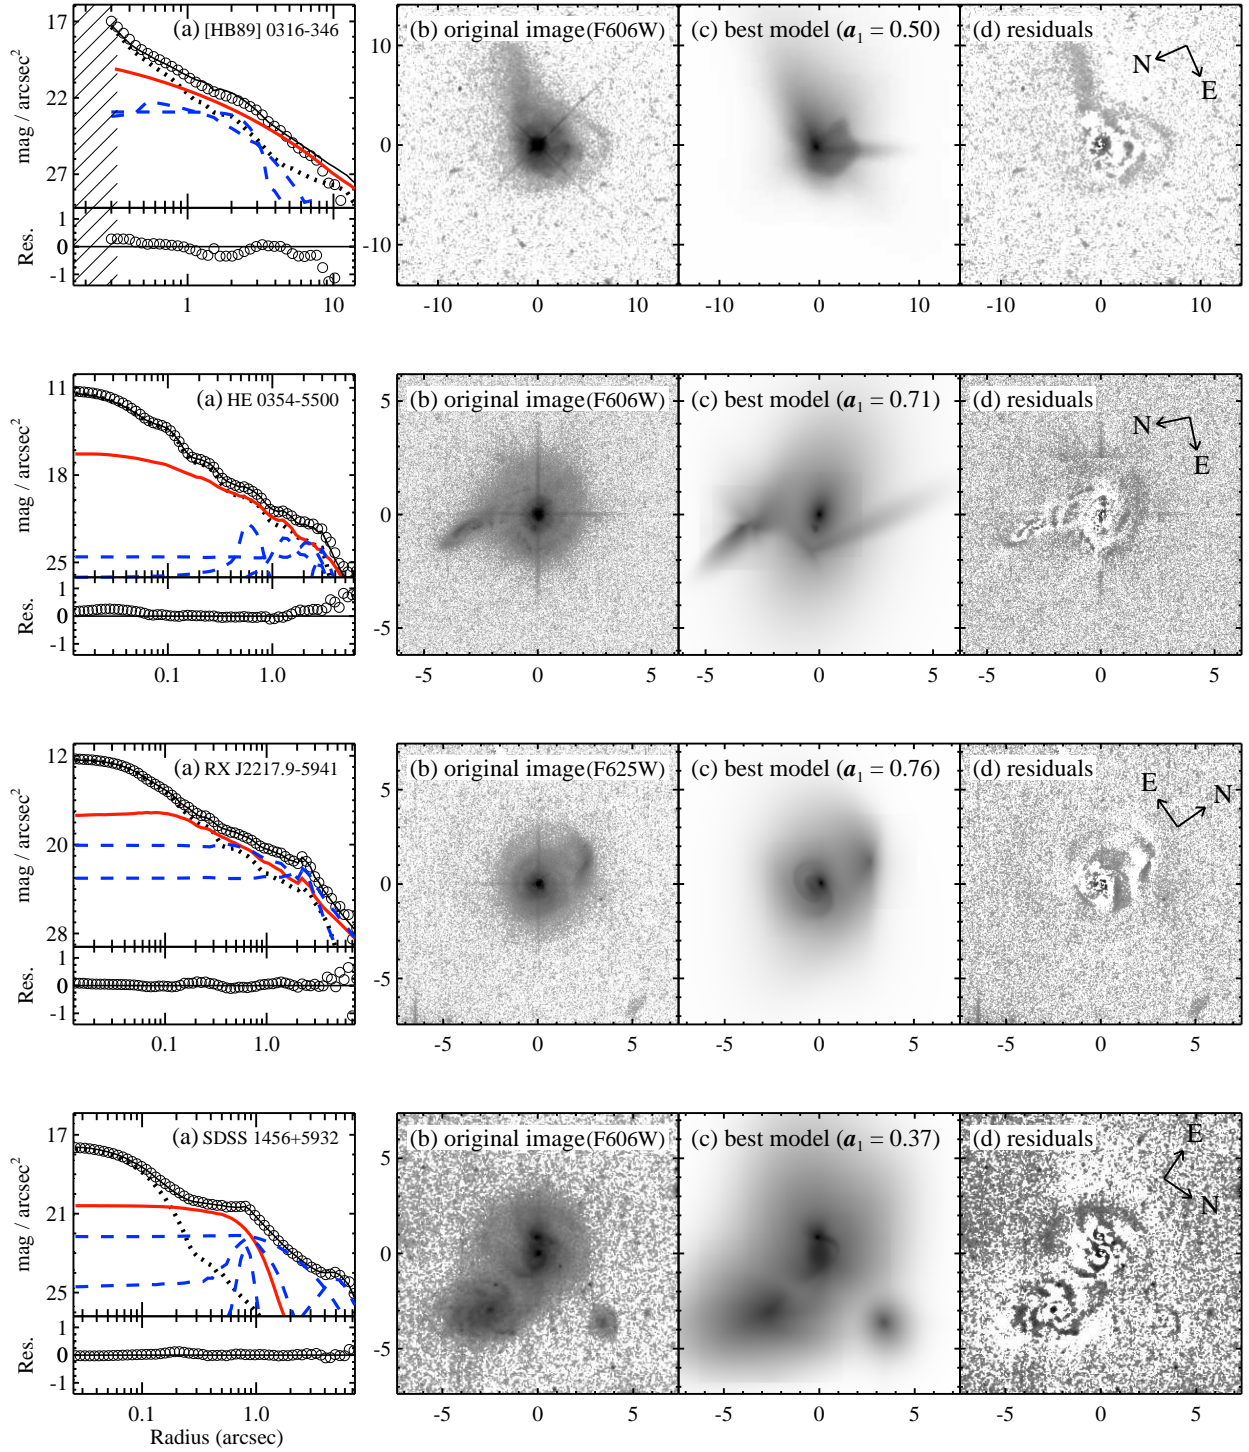 (a) [HB89] 0316-346
17
22
27
mag / arcsec²
1
0
-1
Res.
1
10
(b) original image(F606W)
10
0
-10
-10
0
10
(c) best model (a₁ = 0.50)
-10
0
10
(d) residuals
N
E
-10
0
10
(a) HE 0354-5500
11
18
25
mag / arcsec²
1
0
-1
Res.
0.1
1.0
(b) original image(F606W)
5
0
-5
-5
0
5
(c) best model (a₁ = 0.71)
-5
0
5
(d) residuals
N
E
-5
0
5
(a) RX J2217.9-5941
12
20
28
mag / arcsec²
1
0
-1
Res.
0.1
1.0
(b) original image(F625W)
5
0
-5
-5
0
5
(c) best model (a₁ = 0.76)
-5
0
5
(d) residuals
E
N
-5
0
5
(a) SDSS 1456+5932
17
21
25
mag / arcsec²
1
0
-1
Res.
0.1
1.0
Radius (arcsec)
(b) original image(F606W)
5
0
-5
-5
0
5
(c) best model (a₁ = 0.37)
-5
0
5
(d) residuals
E
N
-5
0
5